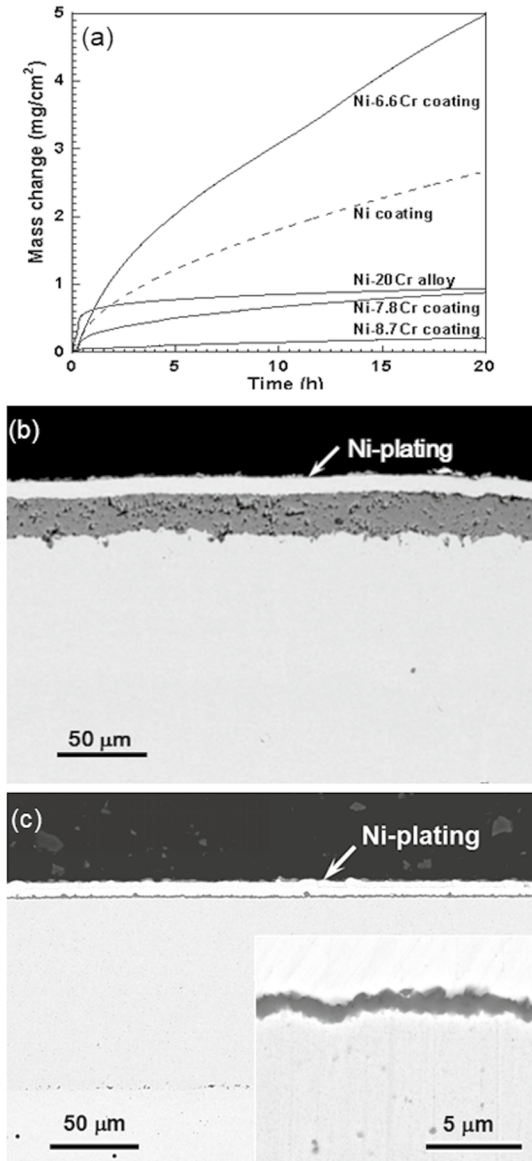 (a)
5
4
3
2
1
0
Mass change (mg/cm²)
Ni-6.6Cr coating
Ni coating
Ni-20Cr alloy
Ni-7.8Cr coating
Ni-8.7Cr coating
0 5 10 15 20
Time (h)
(b)
Ni-plating
50 μm
(c)
Ni-plating
50 μm
5 μm